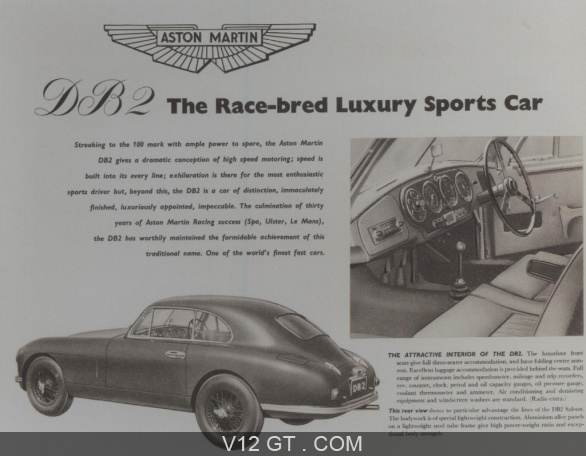 ASTON MARTIN
DB2 The Race-bred Luxury Sports Car
Streaking to the 100 mark with ample power to spare, the Aston Martin
DB2 gives a dramatic conception of high speed motoring; speed is
built into its every line; exhilaration is there for the most enthusiastic
sports driver but, beyond this, the DB2 is a car of distinction, immaculately
finished, luxuriously appointed, impeccable. The culmination of thirty
years of Aston Martin Racing success (Spa, Ulster, Le Mans),
the DB2 has worthily maintained the formidable achievement of this
traditional name. One of the world's finest fast cars.
THE ATTRACTIVE INTERIOR OF THE DB2. The luxurious front
seats give full three-seater accommodation, and have folding centre arm-
rest. Excellent luggage accommodation is provided behind the seats. Full
range of instruments includes speedometer, mileage and trip recorders,
rev. counter, clock, petrol and oil capacity gauges, oil pressure gauge,
coolant thermometer and ammeter. Air conditioning and demisting
equipment and windscreen washers are standard. (Radio extra.)
This rear view shows to particular advantage the lines of the DB2 Saloon.
The bodywork is of special lightweight construction. Aluminium alloy panels
on a lightweight steel tube frame give high power-weight ratio and excep-
tional body strength.
DB2
V12 GT . COM